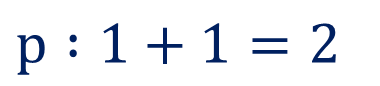 p : 1 + 1 = 2